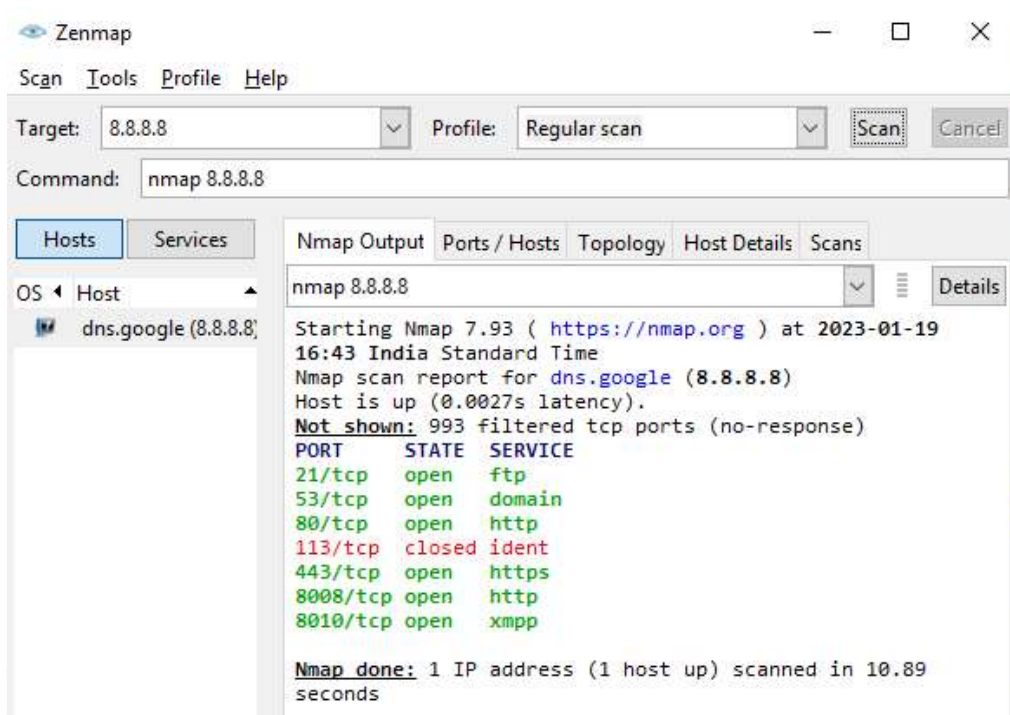 Zenmap
Scan Tools Profile Help
Target: 8.8.8.8 Profile: Regular scan Scan Cancel
Command: nmap 8.8.8.8
Hosts Services
OS Host
dns.google (8.8.8.8)
Nmap Output Ports / Hosts Topology Host Details Scans
nmap 8.8.8.8 Details
Starting Nmap 7.93 ( https://nmap.org ) at 2023-01-19
16:43 India Standard Time
Nmap scan report for dns.google (8.8.8.8)
Host is up (0.0027s latency).
Not shown: 993 filtered tcp ports (no-response)
PORT STATE SERVICE
21/tcp open ftp
53/tcp open domain
80/tcp open http
113/tcp closed ident
443/tcp open https
8008/tcp open http
8010/tcp open xmpp
Nmap done: 1 IP address (1 host up) scanned in 10.89
seconds